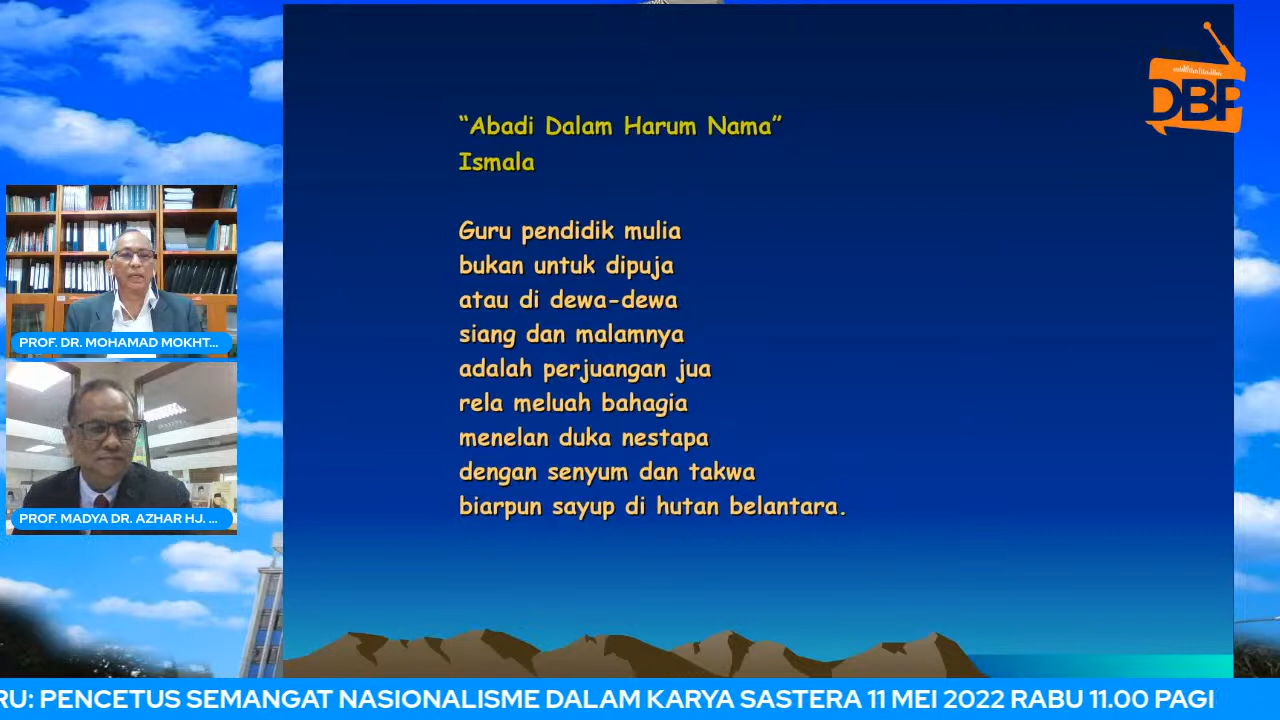 "Abadi Dalam Harum Nama"
Ismala
Guru pendidik mulia
bukan untuk dipuja
atau di dewa-dewa
siang dan malamnya
adalah perjuangan jua
rela meluah bahagia
menelan duka nestapa
dengan senyum dan takwa
biarpun sayup di hutan belantara.
DBP
PROF. DR. MOHAMAD MOKHT...
PROF. MADYA DR. AZHAR HJ. ...
RU: PENCETUS SEMANGAT NASIONALISME DALAM KARYA SASTERA 11 MEI 2022 RABU 11.00 PAGI